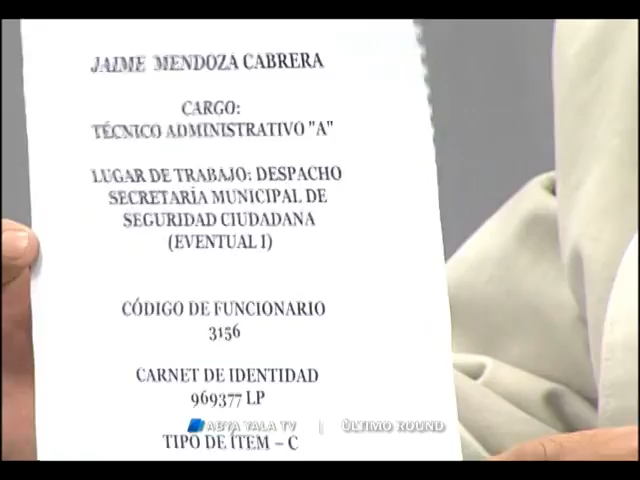 JAIME MENDOZA CABRERA
CARGO:
TÉCNICO ADMINISTRATIVO "A"
LUGAR DE TRABAJO: DESPACHO
SECRETARÍA MUNICIPAL DE
SEGURIDAD CIUDADANA
(EVENTUAL I)
CÓDIGO DE FUNCIONARIO
3156
CARNET DE IDENTIDAD
969377 LP
ABYA YALA TV | ÚLTIMO ROUND
TIPO DE ÍTEM – C